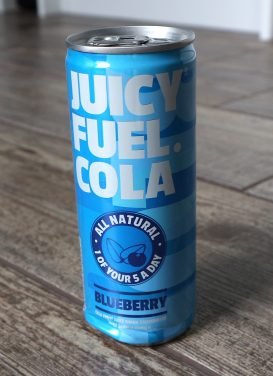 JUICY
FUEL.
COLA
ALL NATURAL
1 OF YOUR 5 A DAY
BLUEBERRY